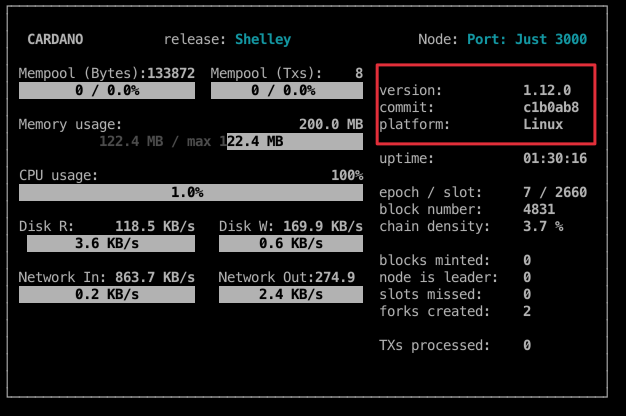 CARDANO release: Shelley Node: Port: Just 3000
Mempool (Bytes):133872 Mempool (Txs): 8
0 / 0.0% 0 / 0.0%
version: 1.12.0
commit: c1b0ab8
platform: Linux
Memory usage: 200.0 MB
122.4 MB / max 122.4 MB
uptime: 01:30:16
CPU usage: 100%
1.0%
epoch / slot: 7 / 2660
block number: 4831
chain density: 3.7 %
Disk R: 118.5 KB/s Disk W: 169.9 KB/s
3.6 KB/s 0.6 KB/s
blocks minted: 0
node is leader: 0
slots missed: 0
forks created: 2
Network In: 863.7 KB/s Network Out:274.9
0.2 KB/s 2.4 KB/s
TXs processed: 0